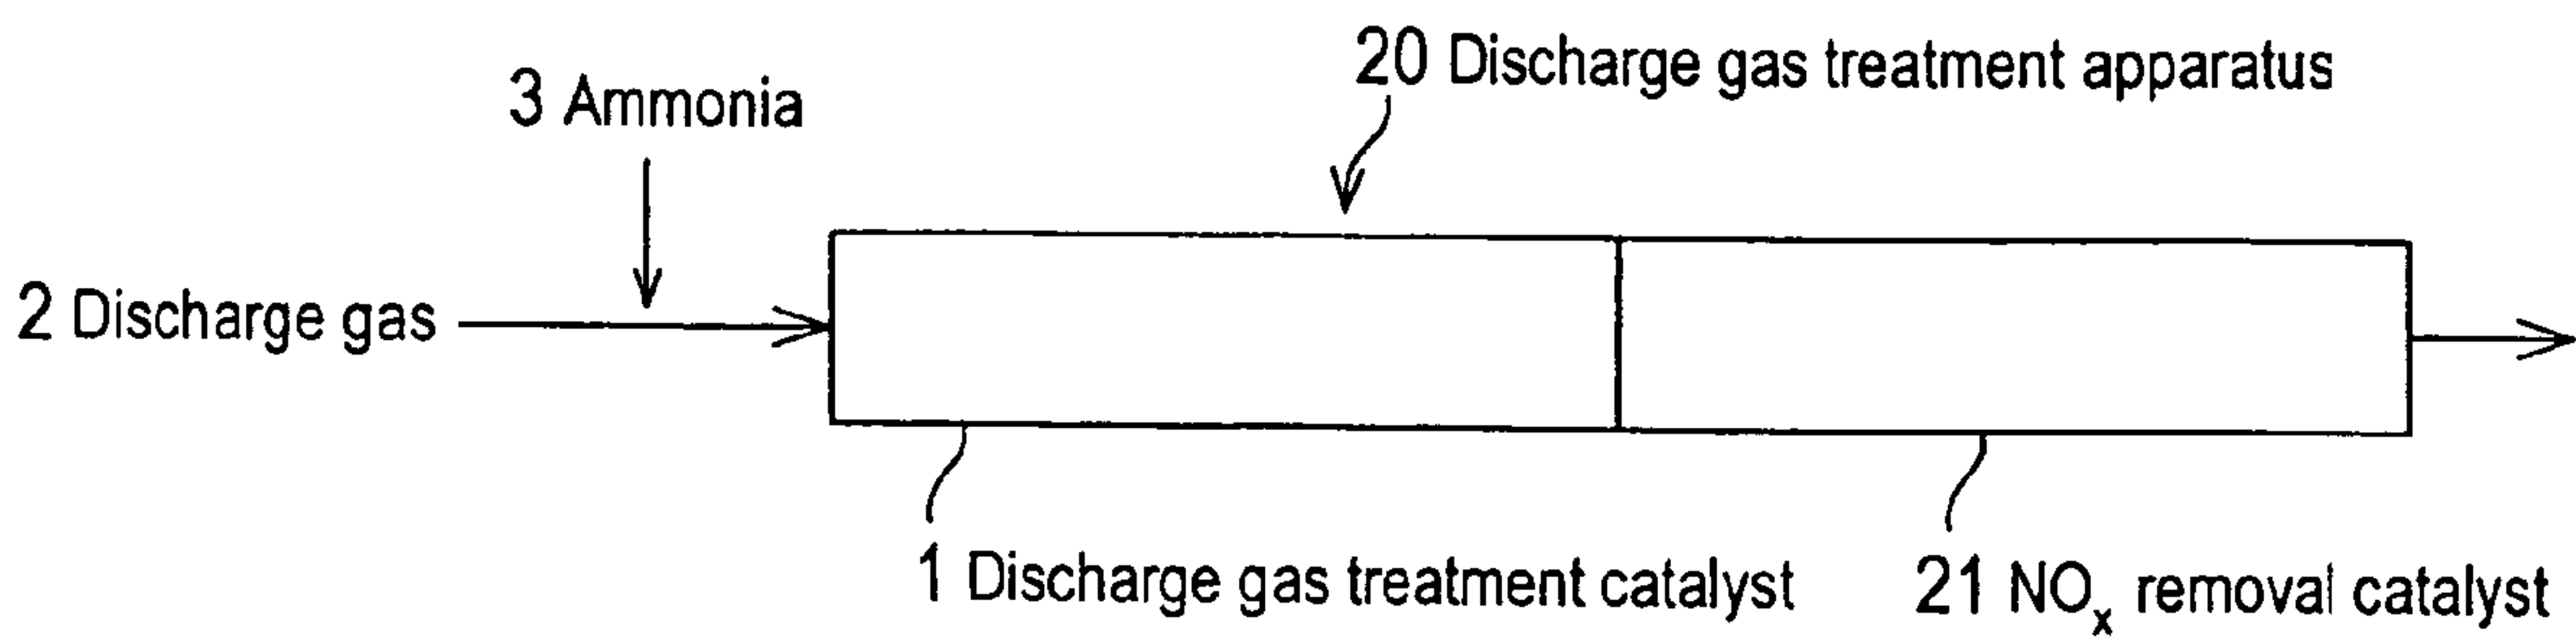 20 Discharge gas treatment apparatus
3 Ammonia
2 Discharge gas
1 Discharge gas treatment catalyst
21 NOx removal catalyst